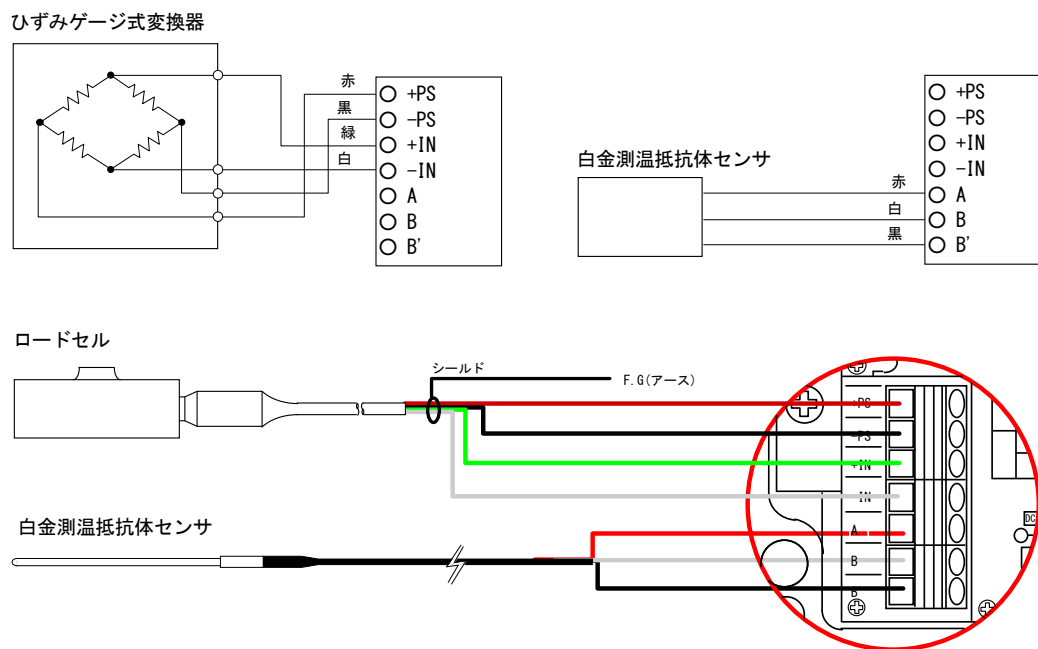 ひずみゲージ式変換器
赤
黒
緑
白
+PS
-PS
+IN
-IN
A
B
B'
白金測温抵抗体センサ
赤
白
黒
+PS
-PS
+IN
-IN
A
B
B'
ロードセル
シールド
F.G(アース)
+PS
-PS
+IN
IN
A
B
B
DC
白金測温抵抗体センサ